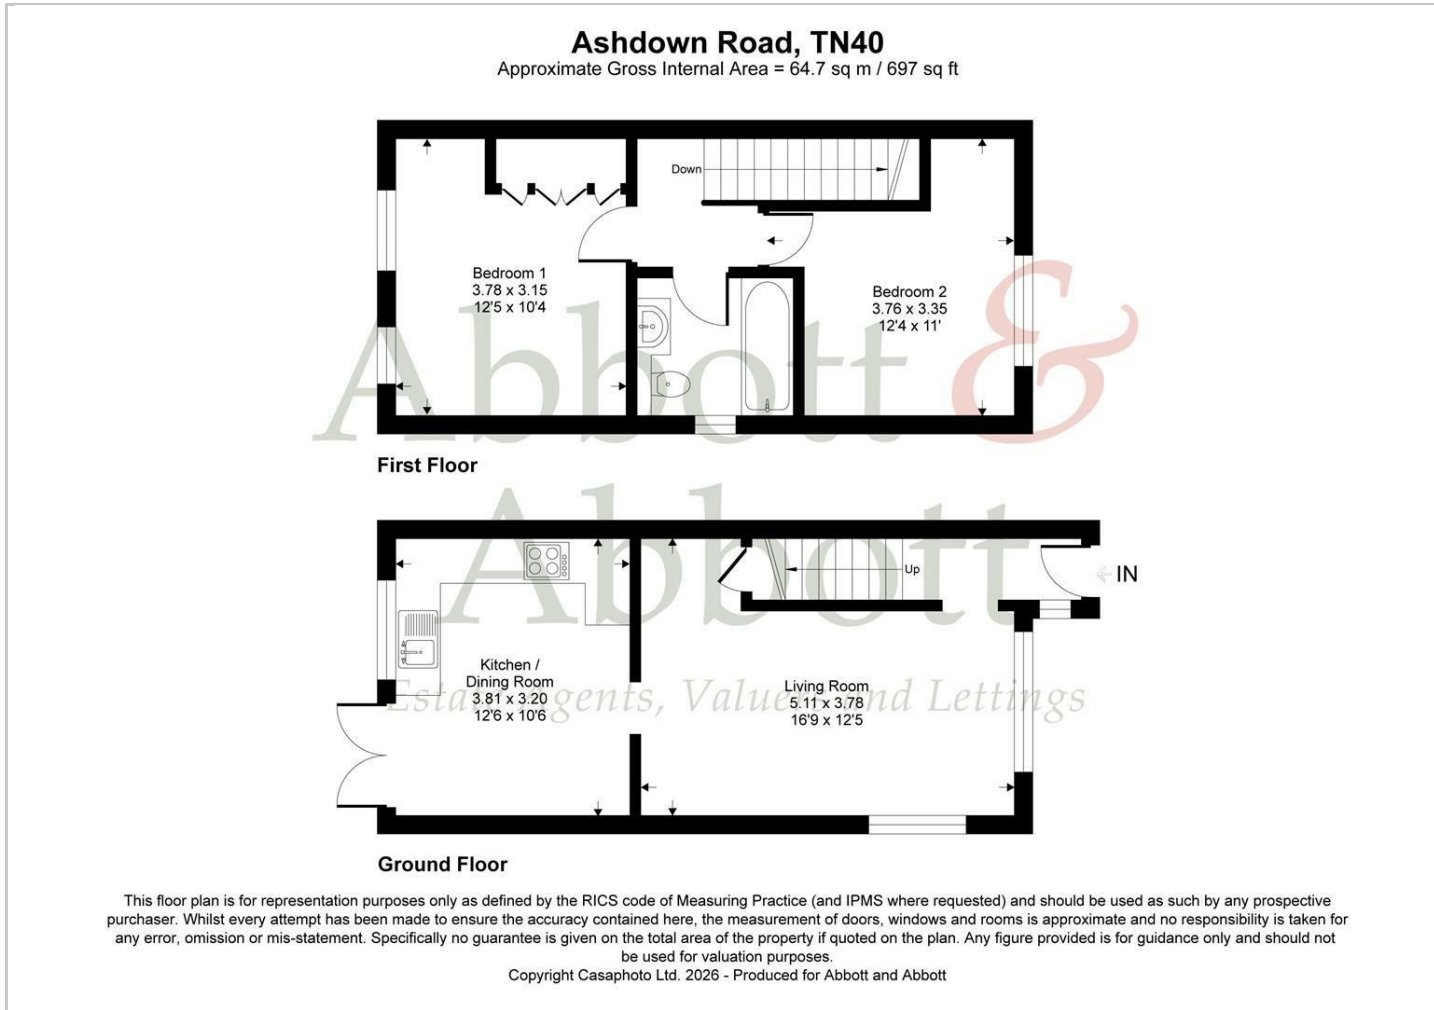 Ashdown Road, TN40
Approximate Gross Internal Area = 64.7 sq m / 697 sq ft
Down
Bedroom 1
3.78 x 3.15
12'5 x 10'4
Bedroom 2
3.76 x 3.35
12'4 x 11'
Abbott &
First Floor
Abbott
Up
IN
Kitchen /
Dining Room
3.81 x 3.20
12'6 x 10'6
Living Room
5.11 x 3.78
16'9 x 12'5
Estate Agents, Valuers and Lettings
Ground Floor
This floor plan is for representation purposes only as defined by the RICS code of Measuring Practice (and IPMS where requested) and should be used as such by any prospective
purchaser. Whilst every attempt has been made to ensure the accuracy contained here, the measurement of doors, windows and rooms is approximate and no responsibility is taken for
any error, omission or mis-statement. Specifically no guarantee is given on the total area of the property if quoted on the plan. Any figure provided is for guidance only and should not
be used for valuation purposes.
Copyright Casaphoto Ltd. 2026 - Produced for Abbott and Abbott